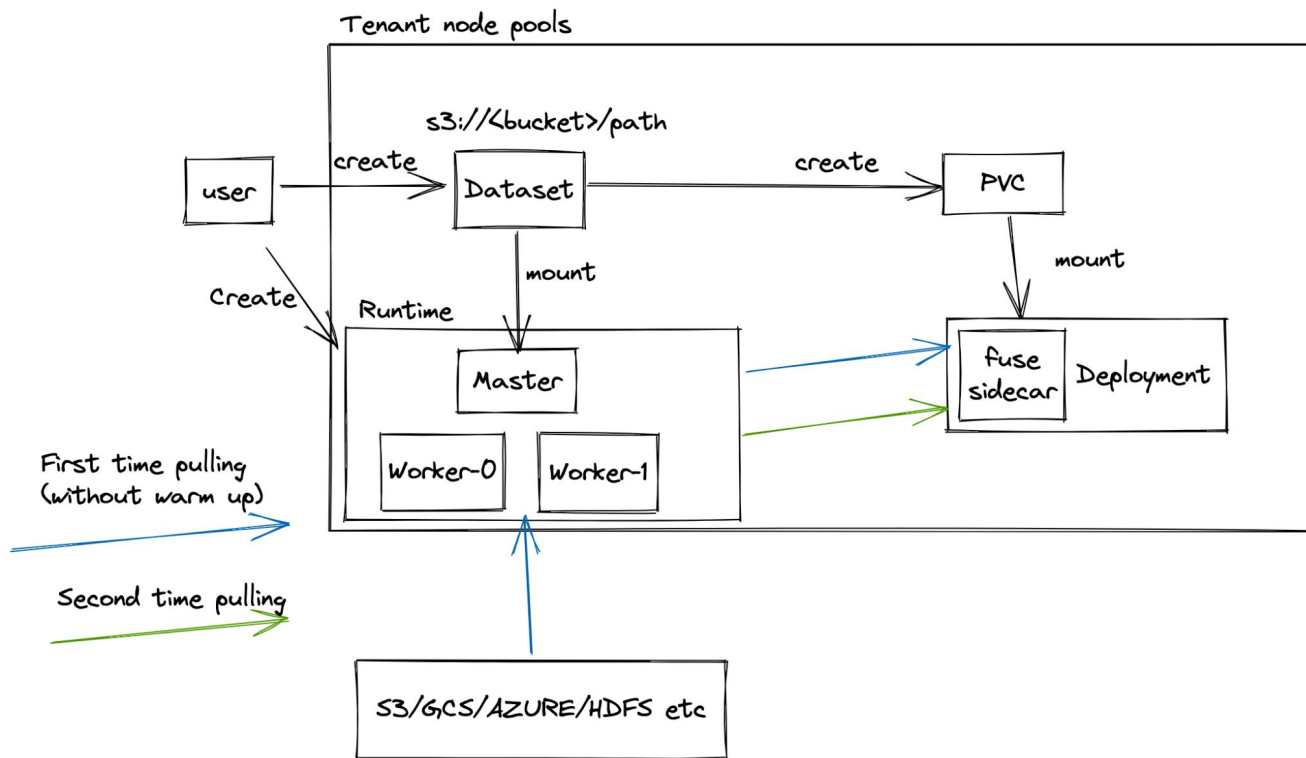 Tenant node pools
s3://<bucket>/path
create
create
user
Dataset
PVC
mount
mount
Create
Runtime
Master
fuse
sidecar
Deployment
Worker-0
Worker-1
First time pulling
(without warm up)
Second time pulling
S3/GCS/AZURE/HDFS etc